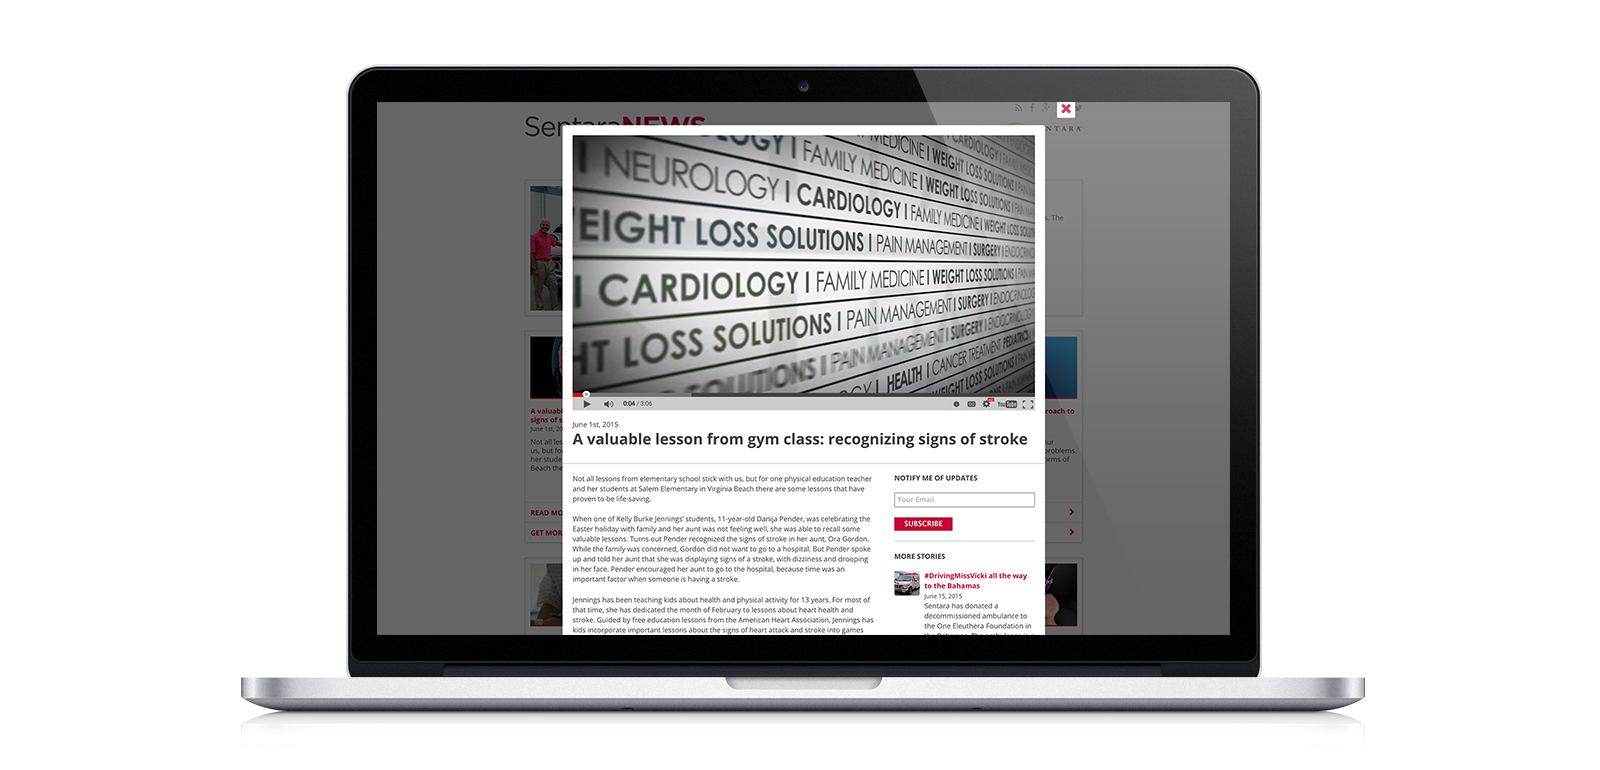 SentaraNEWS
NTARA
LOGY | FAMILY MEDICINE | WEIGHT
CARDIOLOGY
NEUROLOGY | CARDIOLOGY | FAMILY MEDICINE | WEIGHT LOSS SOLUTIONS
EIGHT LOSS SOLUTIONS | PAIN MANAGEMENT | SURGERY |
| CARDIOLOGY | FAMILY MEDICINE | WEIGHT LOSS SOLUTIONS | PAIN
HT LOSS SOLUTIONS | PAIN MANAGEMENT | SURGERY | ENDOCRINOLOGY
SOLUTIONS | PAIN MANAGEMENT | SURGERY | ENDOCRINOLOGY
| HEALTH | CANCER TREATMENT PEDIATRICS
WEIGHT LOSS SOLUTIONS
0:04 / 3:06
YouTube
June 1st, 2015
A valuable lesson from gym class: recognizing signs of stroke
Not all lessons from elementary school stick with us, but for one physical education teacher
and her students at Salem Elementary in Virginia Beach there are some lessons that have
proven to be life-saving.
When one of Kelly Burke Jennings' students, 11-year-old Danija Pender, was celebrating the
Easter holiday with family and her aunt was not feeling well, she was able to recall some
valuable lessons. Turns out Pender recognized the signs of stroke in her aunt, Ora Gordon.
While the family was concerned, Gordon did not want to go to a hospital. But Pender spoke
up and told her aunt that she was displaying signs of a stroke, with dizziness and drooping
in her face. Pender encouraged her aunt to go to the hospital, because time was an
important factor when someone is having a stroke.
Jennings has been teaching kids about health and physical activity for 13 years. For most of
that time, she has dedicated the month of February to lessons about heart health and
stroke. Guided by free education lessons from the American Heart Association, Jennings has
kids incorporate important lessons about the signs of heart attack and stroke into games
NOTIFY ME OF UPDATES
Your Email
SUBSCRIBE
MORE STORIES
#DrivingMissVicki all the way
to the Bahamas
June 15, 2015
Sentara has donated a
decommissioned ambulance to
the One Eleuthera Foundation in
A valuab
signs of s
June 1st, 20
Not all les
us, but fo
her stude
Beach the
READ MO
GET MOR
s. The
roach to
our
problems.
orms of